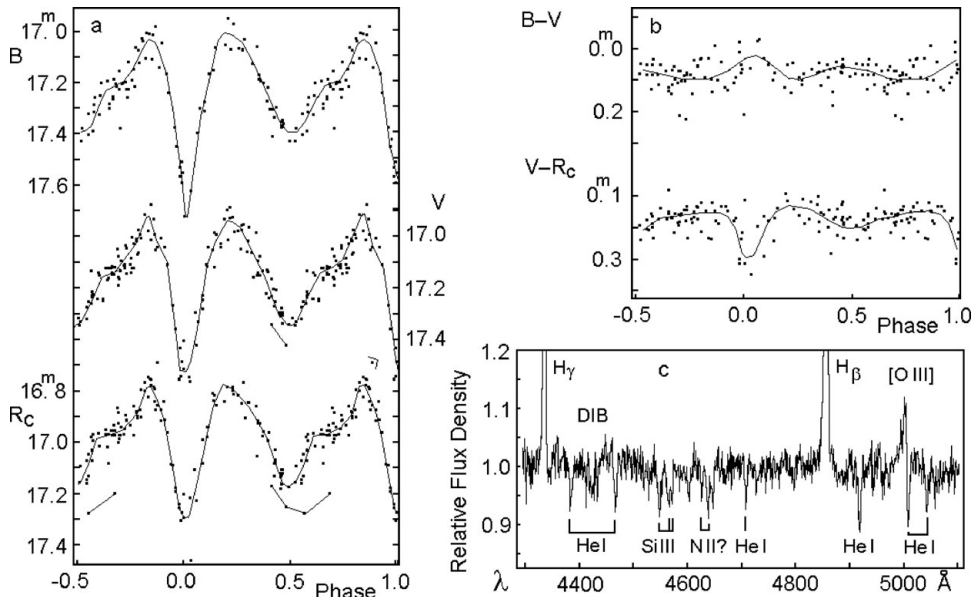 m
17.0
a
B
17.2
17.4
17.6
V
17.0
17.2
17.4
16.8
m
Rc
17.0
17.2
17.4
-0.5
0.0
0.5
1.0
Phase
B–V
b
0.0
m
0.2
V–Rc
0.1
m
0.3
-0.5
0.0
0.5
1.0
Phase
1.2
1.1
1.0
0.9
Relative Flux Density
Hγ
c
Hβ
[O III]
DIB
He I
Si III
N II?
He I
He I
He I
λ
4400
4600
4800
5000
Å